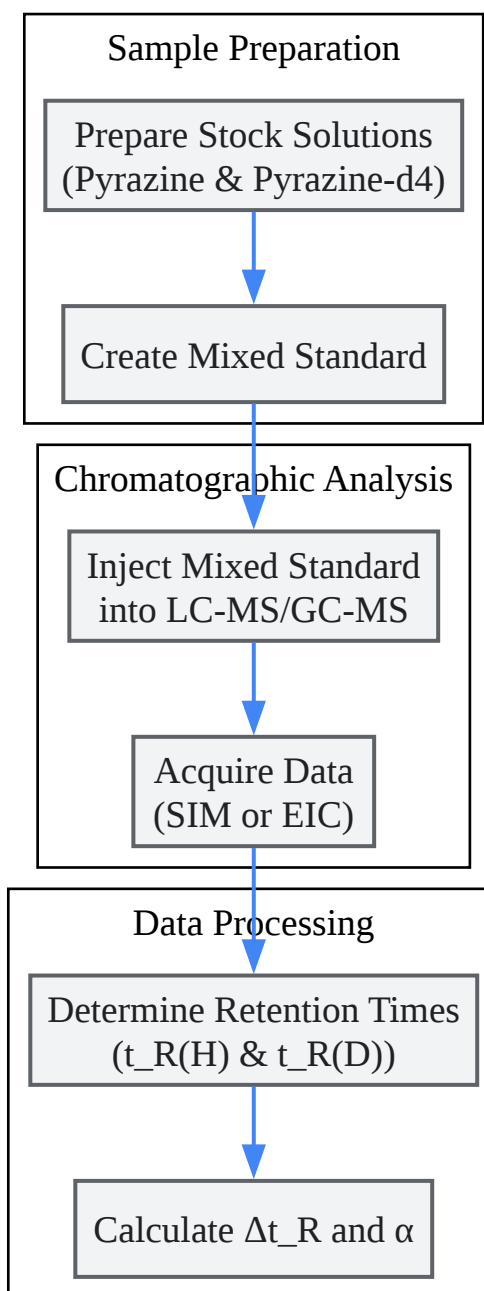 Sample Preparation
Prepare Stock Solutions
(Pyrazine & Pyrazine-d4)
Create Mixed Standard
Chromatographic Analysis
Inject Mixed Standard
into LC-MS/GC-MS
Acquire Data
(SIM or EIC)
Data Processing
Determine Retention Times
(t_R(H) & t_R(D))
Calculate Δt_R and α